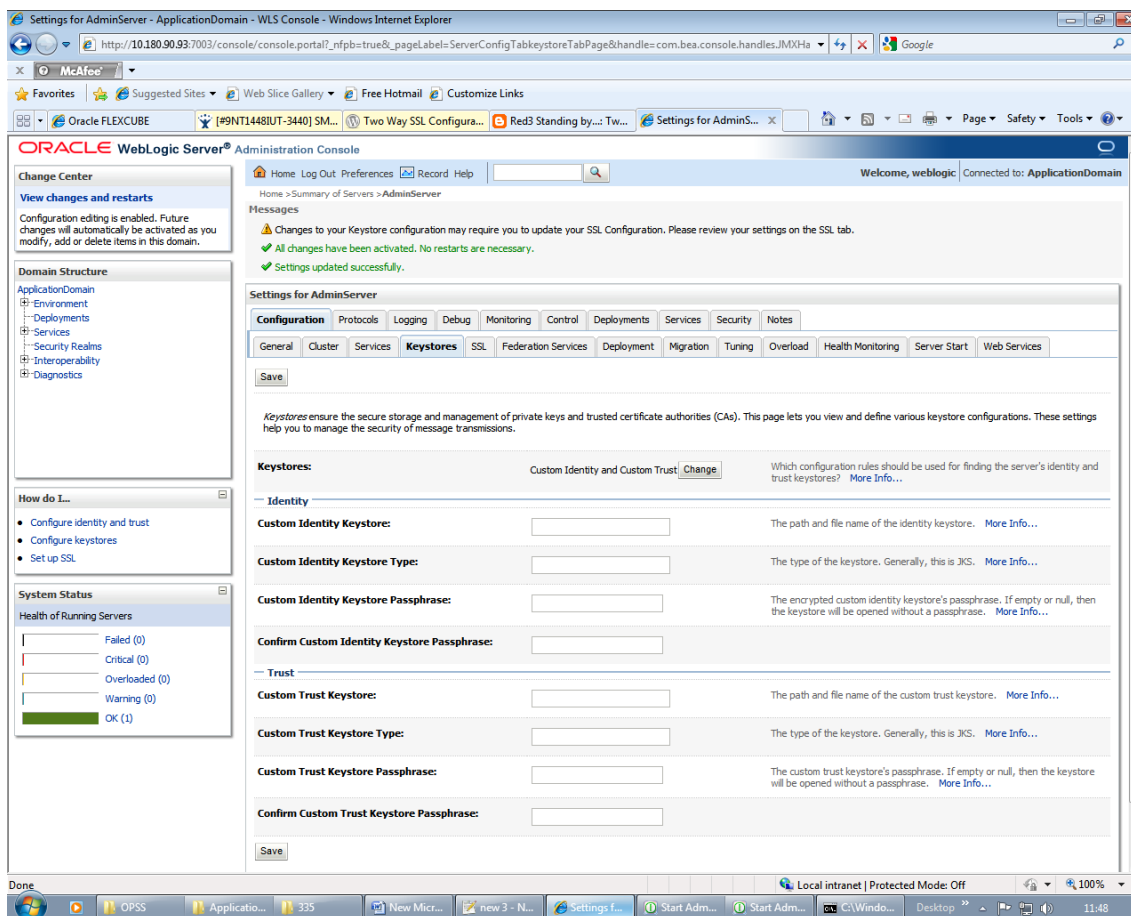 Settings for AdminServer - ApplicationDomain - WLS Console - Windows Internet Explorer
http://10.180.90.93:7003/console/console.portal?_nfpb=true&_pageLabel=ServerConfigTabkeystoreTabPage&handle=com.bea.console.handles.JMXHa
Google
x McAfee
Favorites Suggested Sites Web Slice Gallery Free Hotmail Customize Links
Oracle FLEXCUBE [#9NT1448IUT-3440] SM... Two Way SSL Configura... Red3 Standing by...: Tw... Settings for AdminS... x Page Safety Tools
ORACLE WebLogic Server® Administration Console
Change Center
View changes and restarts
Configuration editing is enabled. Future
changes will automatically be activated as you
modify, add or delete items in this domain.
Domain Structure
ApplicationDomain
Environment
Deployments
Services
Security Realms
Interoperability
Diagnostics
How do I...
Configure identity and trust
Configure keystores
Set up SSL
System Status
Health of Running Servers
Failed (0)
Critical (0)
Overloaded (0)
Warning (0)
OK (1)
Home Log Out Preferences Record Help
Welcome, weblogic Connected to: ApplicationDomain
Home >Summary of Servers >AdminServer
Messages
Changes to your Keystore configuration may require you to update your SSL Configuration. Please review your settings on the SSL tab.
All changes have been activated. No restarts are necessary.
Settings updated successfully.
Settings for AdminServer
Configuration Protocols Logging Debug Monitoring Control Deployments Services Security Notes
General Cluster Services Keystores SSL Federation Services Deployment Migration Tuning Overload Health Monitoring Server Start Web Services
Save
Keystores ensure the secure storage and management of private keys and trusted certificate authorities (CAs). This page lets you view and define various keystore configurations. These settings
help you to manage the security of message transmissions.
Keystores: Custom Identity and Custom Trust Change
Which configuration rules should be used for finding the server's identity and
trust keystores? More Info...
Identity
Custom Identity Keystore:
The path and file name of the identity keystore. More Info...
Custom Identity Keystore Type:
The type of the keystore. Generally, this is JKS. More Info...
Custom Identity Keystore Passphrase:
The encrypted custom identity keystore's passphrase. If empty or null, then
the keystore will be opened without a passphrase. More Info...
Confirm Custom Identity Keystore Passphrase:
Trust
Custom Trust Keystore:
The path and file name of the custom trust keystore. More Info...
Custom Trust Keystore Type:
The type of the keystore. Generally, this is JKS. More Info...
Custom Trust Keystore Passphrase:
The custom trust keystore's passphrase. If empty or null, then the keystore
will be opened without a passphrase. More Info...
Confirm Custom Trust Keystore Passphrase:
Save
Done
Local intranet | Protected Mode: Off
100%
OPSS Applicatio... 335 New Micr... new 3 - N... Settings f... Start Adm... Start Adm... C:\Windo... Desktop 11:48